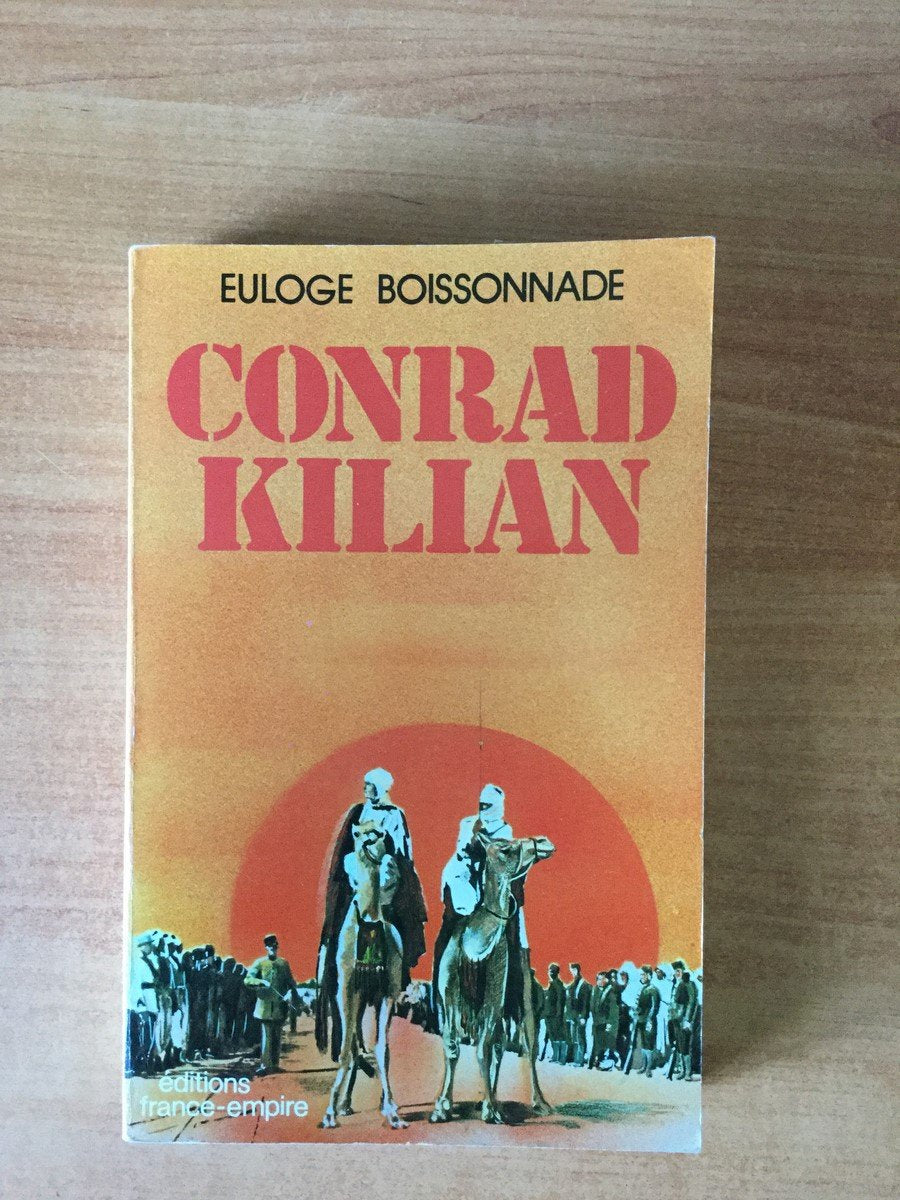 EULOGE BOISSONNADE
CONRAD
KILIAN
éditions
france-empire